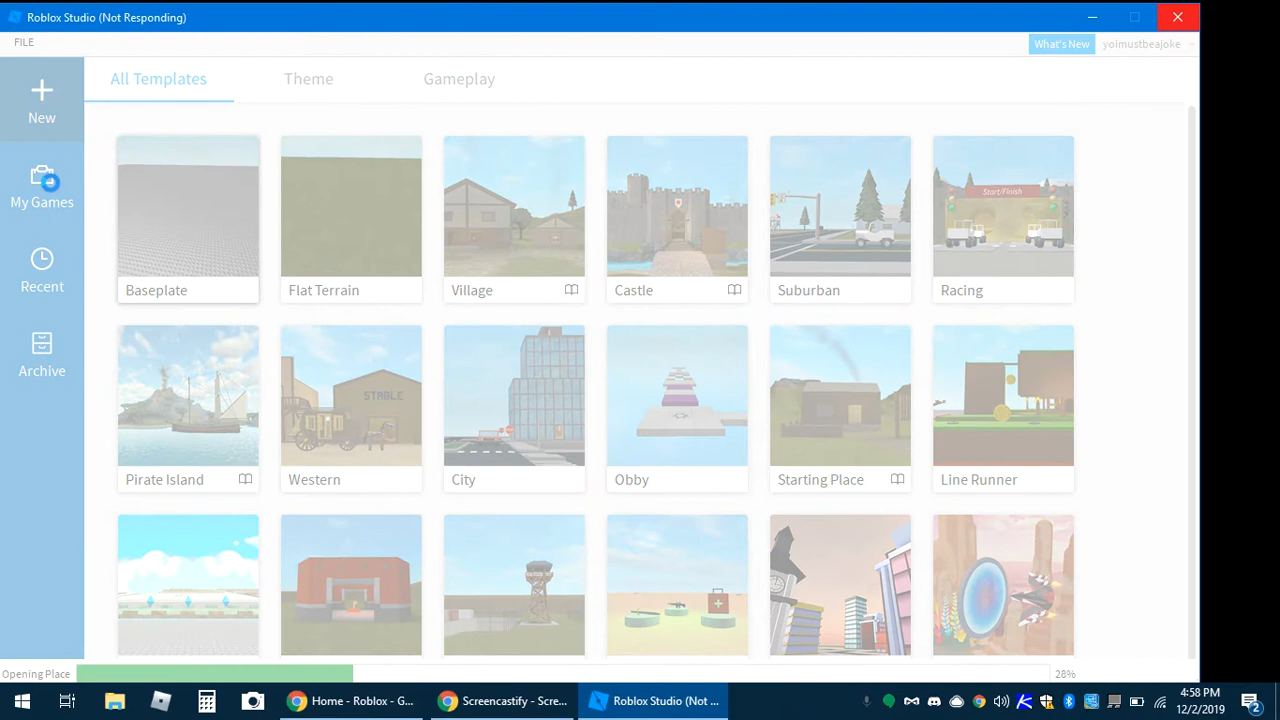 Roblox Studio (Not Responding)
FILE
What's New
yoimustbeajoke
New
My Games
Recent
Archive
All Templates
Theme
Gameplay
Start/Finish
Baseplate
Flat Terrain
Village
Castle
Suburban
Racing
STABLE
Pirate Island
Western
City
Obby
Starting Place
Line Runner
Opening Place
28%
Home - Roblox - G...
Screencastify - Scre...
Roblox Studio (Not ...
4:58 PM
12/2/2019
2